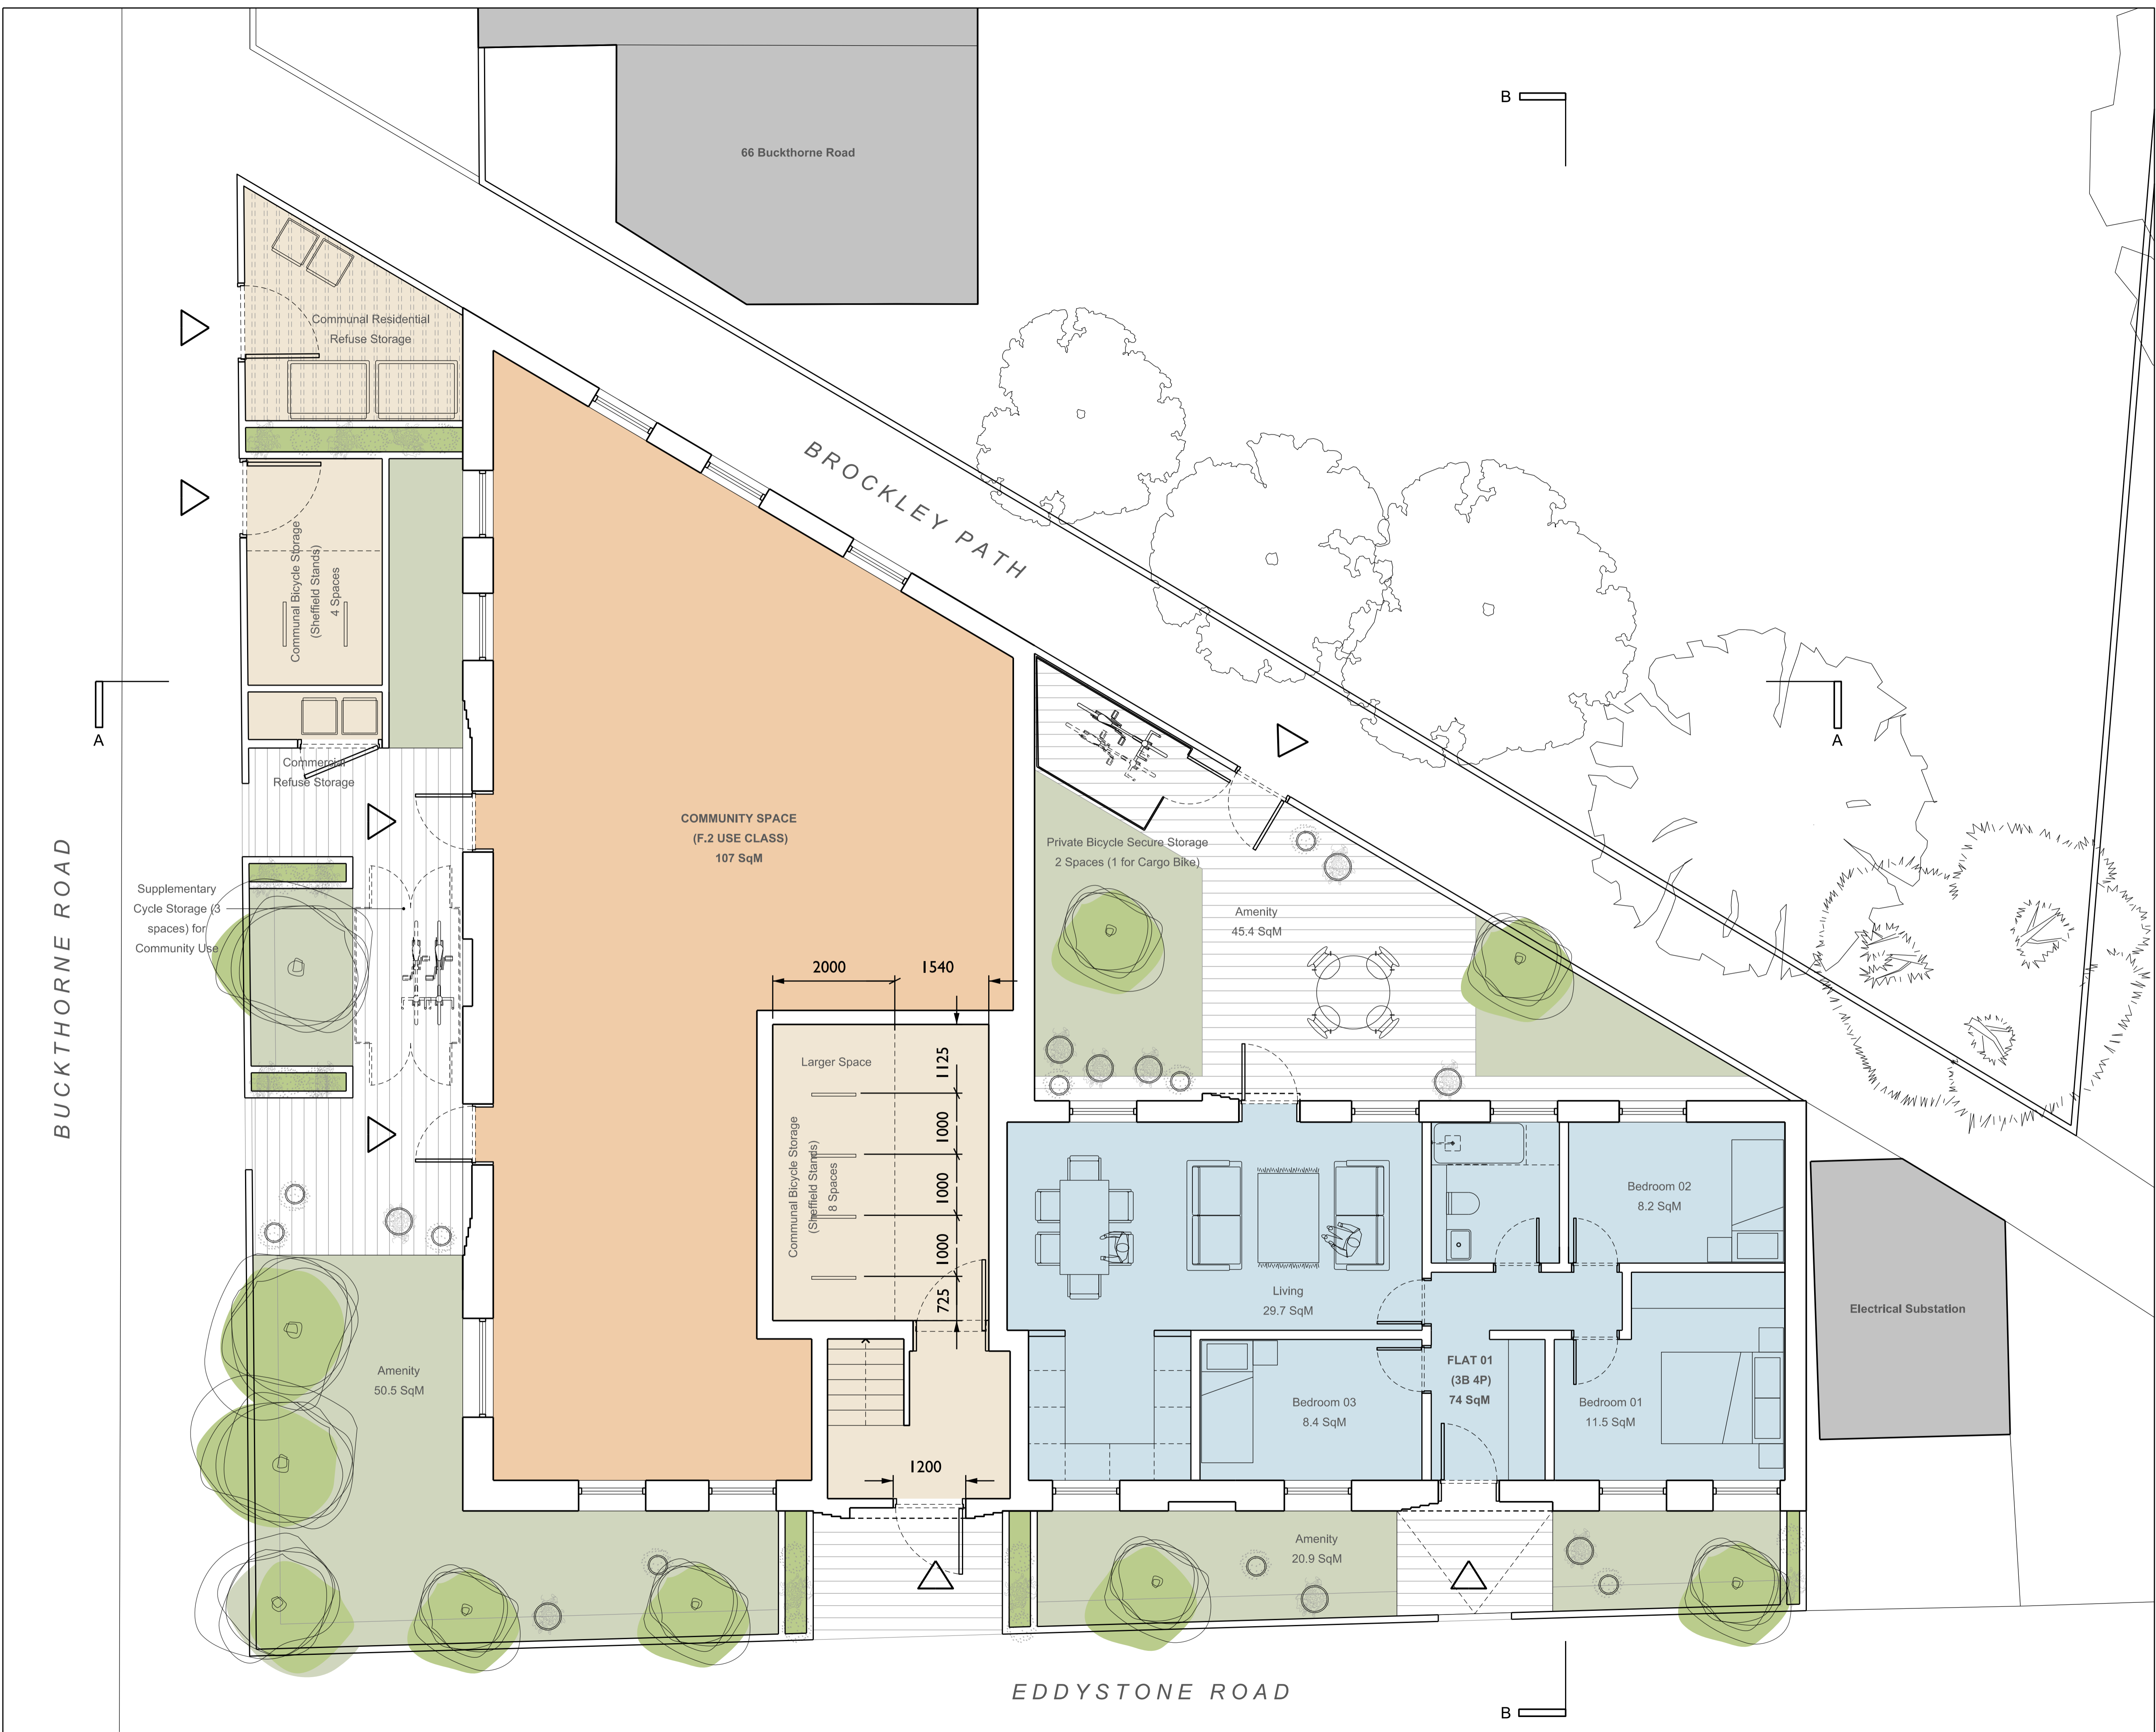 B
66 Buckthorne Road
Communal Residential
Refuse Storage
BROCKLEY PATH
Communal Bicycle Storage
(Sheffield Stands)
4 Spaces
A
A
Commercial
Refuse Storage
COMMUNITY SPACE
(F.2 USE CLASS)
107 SqM
Private Bicycle Secure Storage
2 Spaces (1 for Cargo Bike)
BUCKTHORNE ROAD
Supplementary
Cycle Storage (3
spaces) for
Community Use
Amenity
45.4 SqM
2000
1540
Larger Space
1125
1000
1000
1000
725
Communal Bicycle Storage
(Sheffield Stands)
8 Spaces
Bedroom 02
8.2 SqM
Living
29.7 SqM
Electrical Substation
Amenity
50.5 SqM
FLAT 01
(3B 4P)
74 SqM
Bedroom 03
8.4 SqM
Bedroom 01
11.5 SqM
1200
Amenity
20.9 SqM
EDDYSTONE ROAD
B